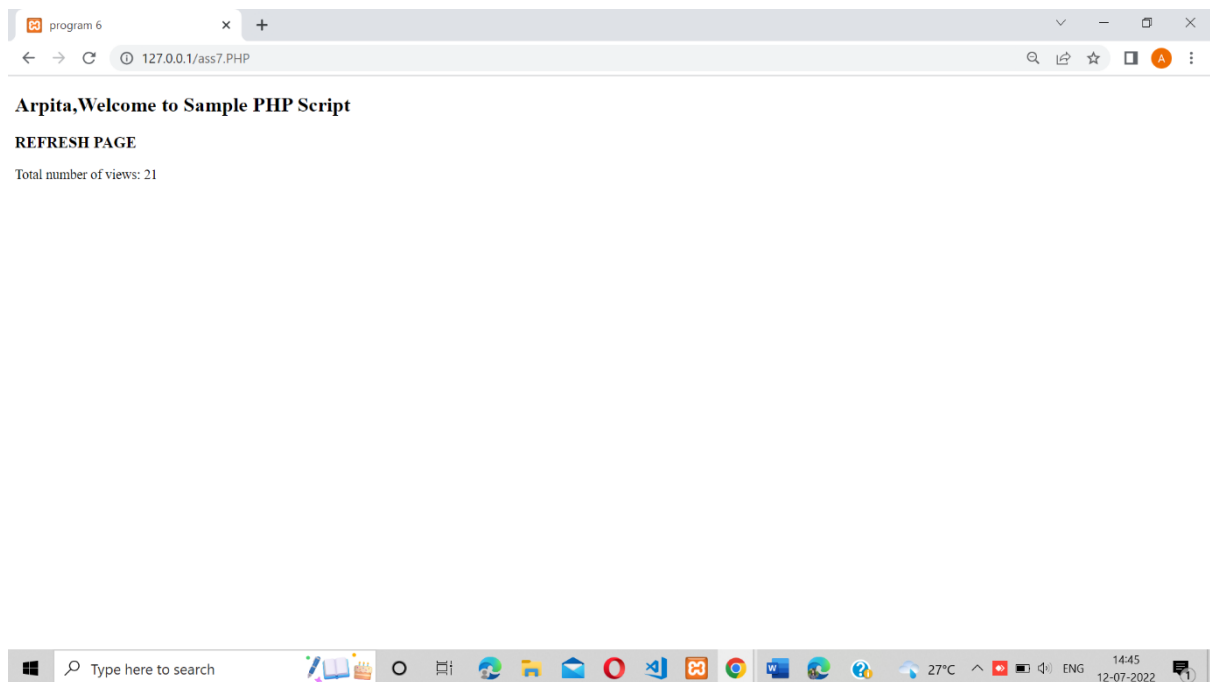 program 6
127.0.0.1/ass7.PHP
A
Arpita,Welcome to Sample PHP Script
REFRESH PAGE
Total number of views: 21
Type here to search
27°C
ENG
14:45
12-07-2022
1